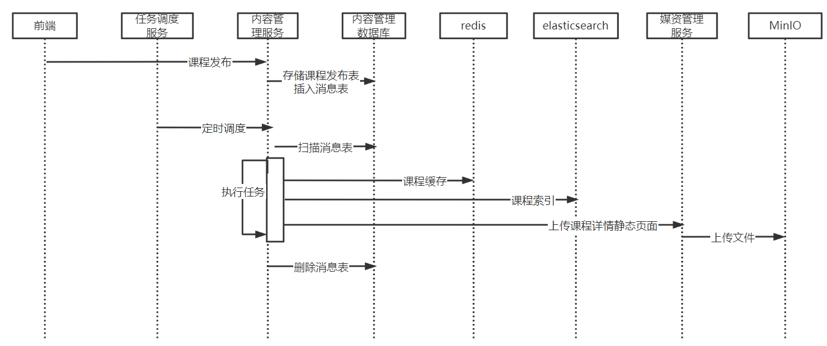 前端
任务调度
服务
内容管
理服务
内容管理
数据库
redis
elasticsearch
媒资管理
服务
MinIO
课程发布
存储课程发布表
插入消息表
定时调度
扫描消息表
执行任务
课程缓存
课程索引
上传课程详情静态页面
上传文件
删除消息表